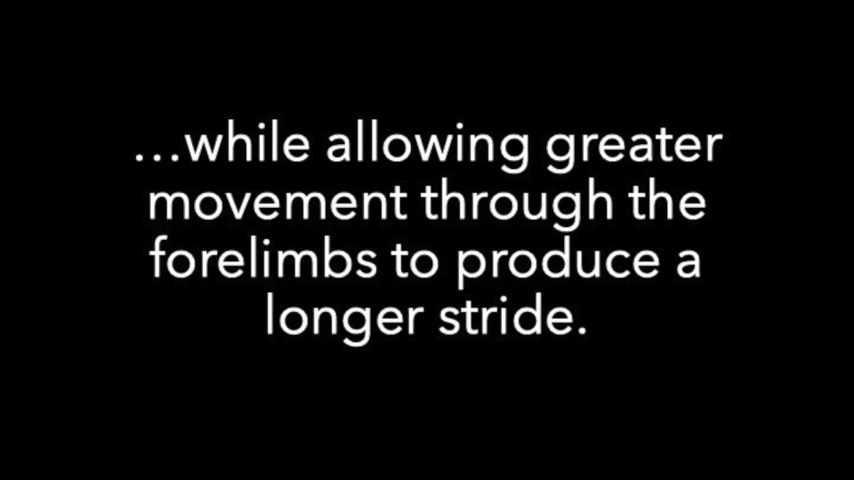 ...while allowing greater
movement through the
forelimbs to produce a
longer stride.